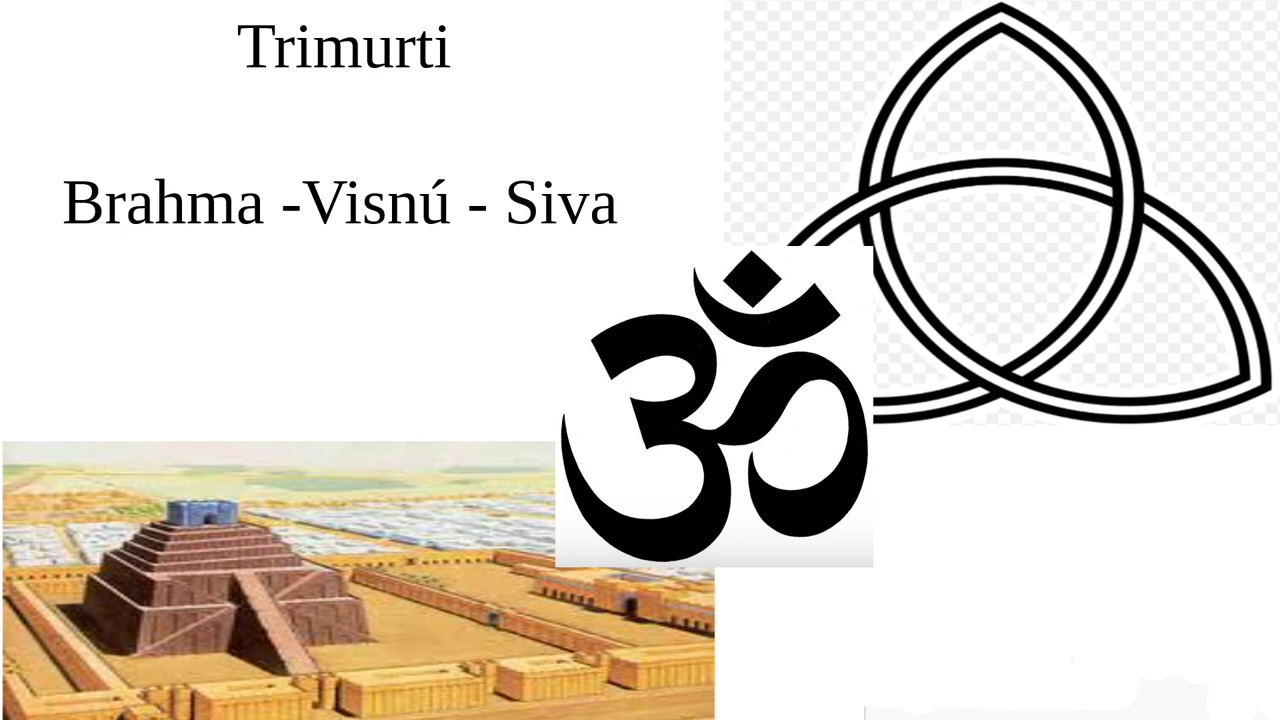 Trimurti
Brahma -Visnú - Siva
ॐ